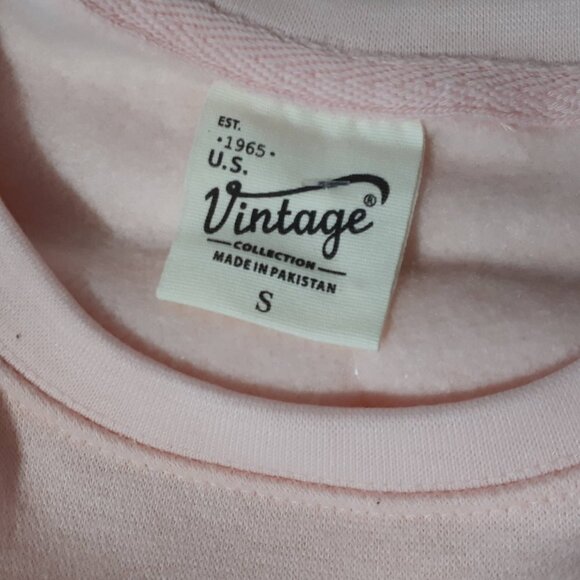 EST.
·1965·
U.S.
Vintage®
COLLECTION
MADE IN PAKISTAN
S